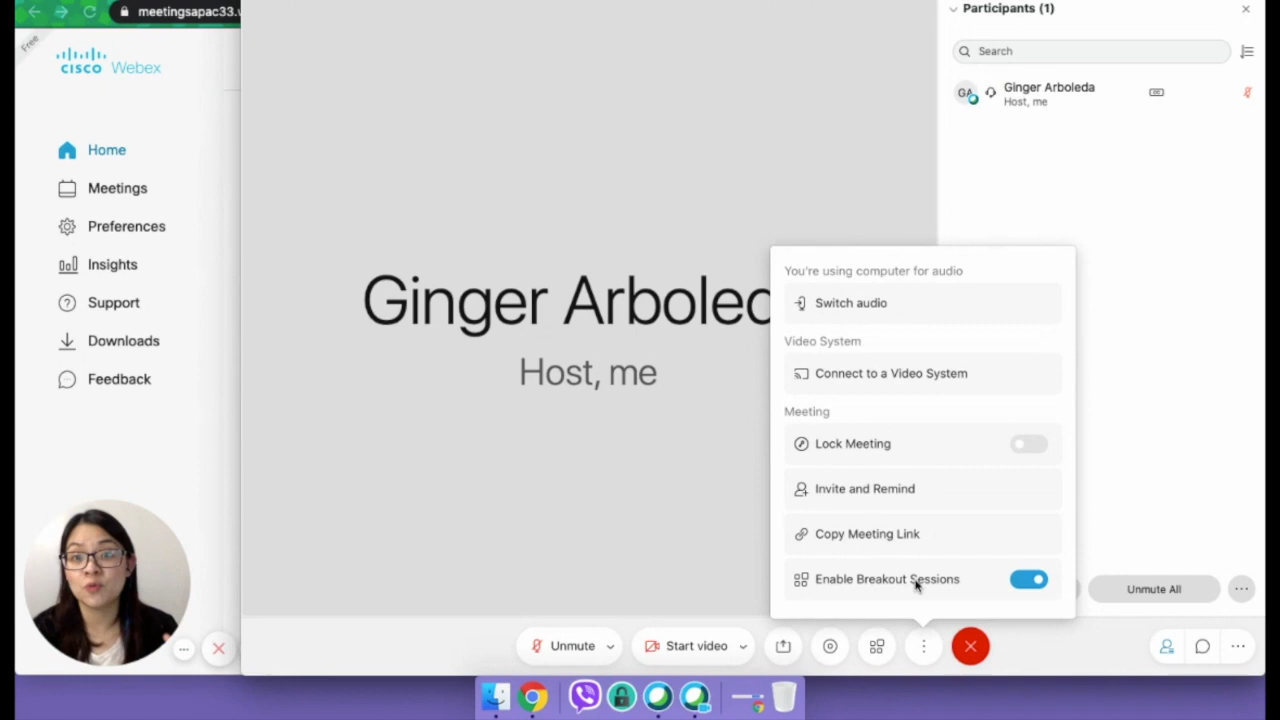 meetingsapac33.
Free
CISCO Webex
Home
Meetings
Preferences
Insights
Support
Downloads
Feedback
Ginger Arboled
Host, me
Participants (1)
Search
GA
Ginger Arboleda
Host, me
You're using computer for audio
Switch audio
Video System
Connect to a Video System
Meeting
Lock Meeting
Invite and Remind
Copy Meeting Link
Enable Breakout Sessions
Unmute All
Unmute
Start video